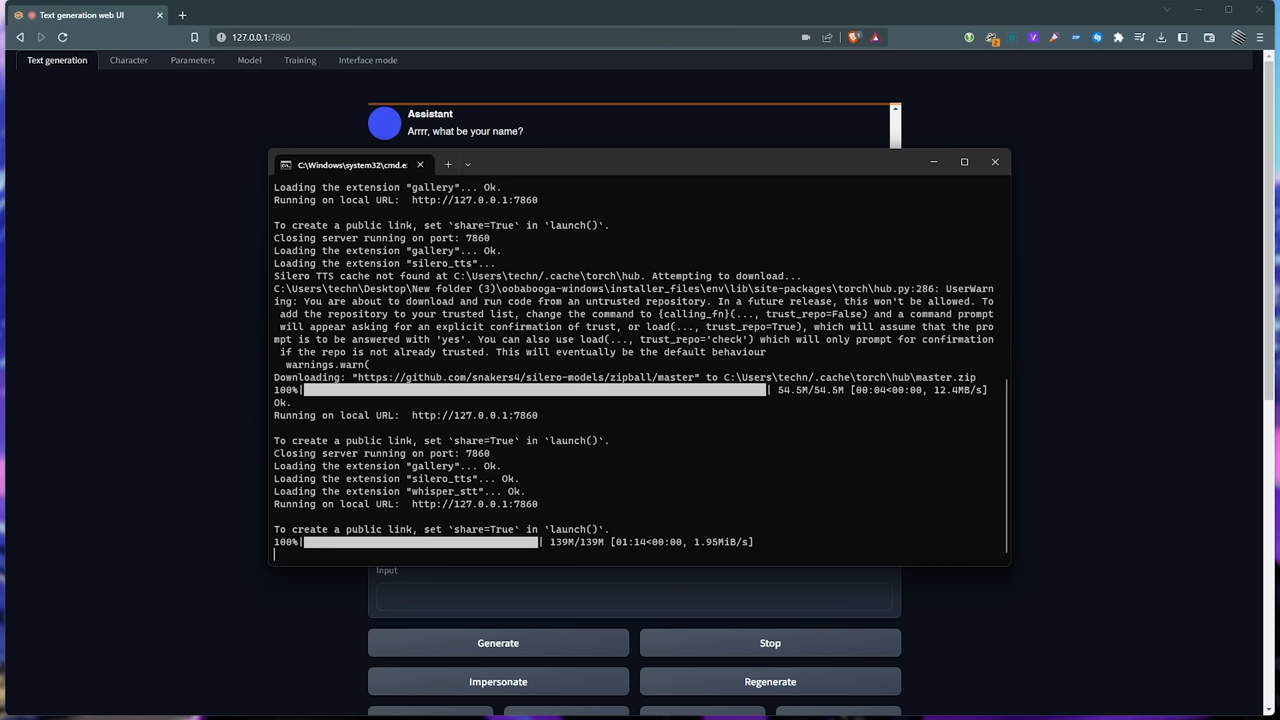 Text generation web UI
127.0.0.1:7860
Text generation
Character
Parameters
Model
Training
Interface mode
Assistant
Arrrr, what be your name?
C:\Windows\system32\cmd.e:
Loading the extension "gallery"... Ok.
Running on local URL:  http://127.0.0.1:7860
To create a public link, set `share=True` in `launch()`.
Closing server running on port: 7860
Loading the extension "gallery"... Ok.
Loading the extension "silero_tts"...
Silero TTS cache not found at C:\Users\techn/.cache\torch\hub. Attempting to download...
C:\Users\techn\Desktop\New folder (3)\oobabooga-windows\installer_files\env\lib\site-packages\torch\hub.py:286: UserWarn
ing: You are about to download and run code from an untrusted repository. In a future release, this won't be allowed. To
add the repository to your trusted list, change the command to {calling_fn}(..., trust_repo=False) and a command prompt
will appear asking for an explicit confirmation of trust, or load(..., trust_repo=True), which will assume that the pro
mpt is to be answered with 'yes'. You can also use load(..., trust_repo='check') which will only prompt for confirmation
if the repo is not already trusted. This will eventually be the default behaviour
warnings.warn(
Downloading: "https://github.com/snakers4/silero-models/zipball/master" to C:\Users\techn/.cache\torch\hub\master.zip
100%| | 54.5M/54.5M [00:04<00:00, 12.4MB/s]
Ok.
Running on local URL:  http://127.0.0.1:7860
To create a public link, set `share=True` in `launch()`.
Closing server running on port: 7860
Loading the extension "gallery"... Ok.
Loading the extension "silero_tts"... Ok.
Loading the extension "whisper_stt"... Ok.
Running on local URL:  http://127.0.0.1:7860
To create a public link, set `share=True` in `launch()`.
100%| | 139M/139M [01:14<00:00, 1.95MiB/s]
Input
Generate
Stop
Impersonate
Regenerate